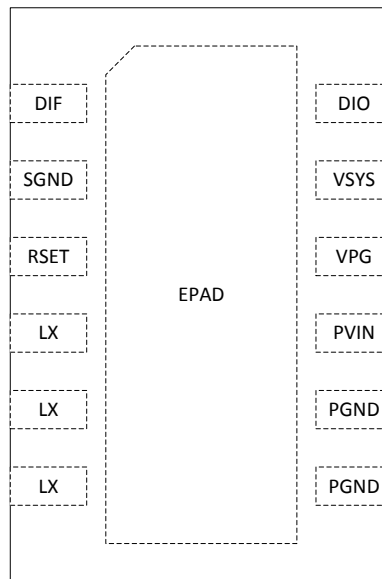 DIF DIO
SGND VSYS
RSET VPG
EPAD
LX PVIN
LX PGND
LX PGND